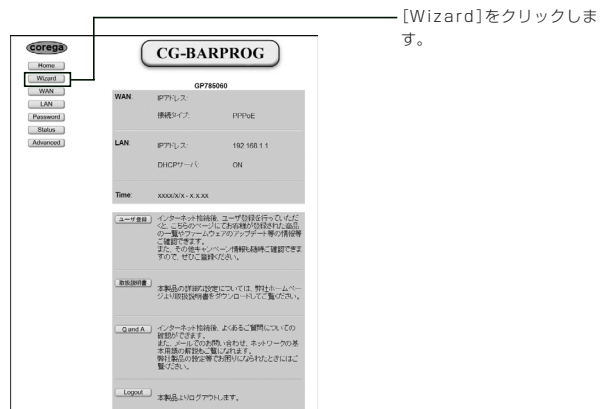 [Wizard]をクリックしま
す。
corega
Home
Wizard
WAN
LAN
Password
Status
Advanced
CG-BARPROG
GP785060
WAN: IPアドレス:
接続タイプ: PPPoE
LAN: IPアドレス: 192.168.1.1
DHCPサーバ: ON
Time: xxxx/x/x - x.x.xx
ユーザ登録 インターネット接続後、ユーザ登録を行っていただ
くと、こちらのページにてお客様が登録された商品
の一覧やファームウェアのアップデート等の情報等
ご確認できます。
また、その他キャンペーン情報も随時ご確認できま
すので、ぜひご登録ください。
取扱説明書 本製品の詳細な設定については、弊社ホームペー
ジより取扱説明書をダウンロードしてご覧ください。
Q and A インターネット接続後、よくあるご質問についての
確認ができます。
また、メールでのお問い合わせ、ネットワークの基
本用語の解説もご覧になれます。
弊社製品の設定等でお困りになられたときにはご
覧ください。
Logout 本製品よりログアウトします。